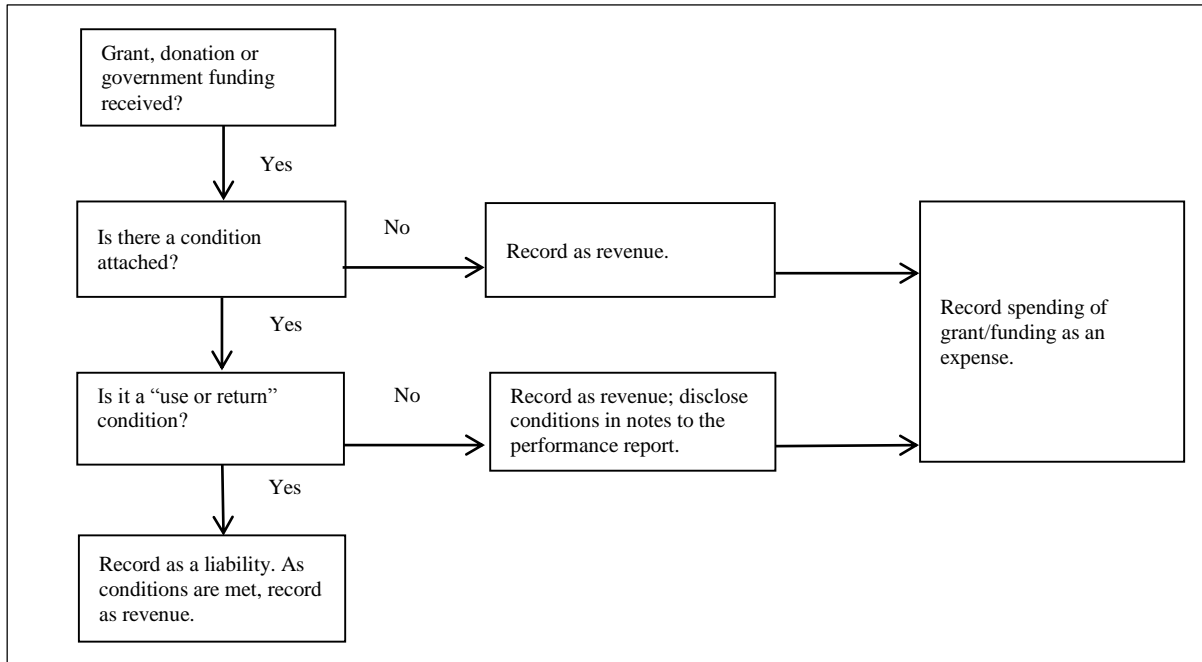 Grant, donation or
government funding
received?
Yes
Is there a condition
attached?
No
Record as revenue.
Record spending of
grant/funding as an
expense.
Yes
Is it a “use or return”
condition?
No
Record as revenue; disclose
conditions in notes to the
performance report.
Yes
Record as a liability. As
conditions are met, record
as revenue.